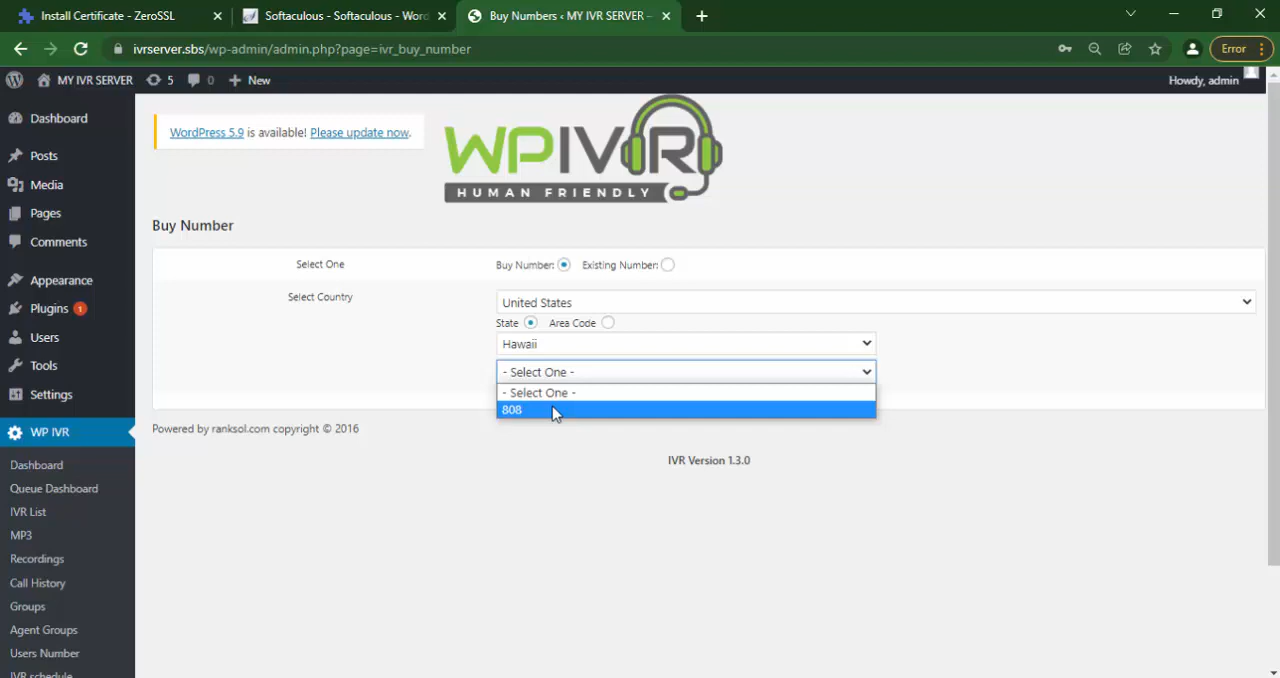 Install Certificate - ZeroSSL
Softaculous - Softaculous - Word
Buy Numbers ‹ MY IVR SERVER –
ivrserver.sbs/wp-admin/admin.php?page=ivr_buy_number
Error
MY IVR SERVER 5 0 New
Howdy, admin
Dashboard
Posts
Media
Pages
Comments
Appearance
Plugins 1
Users
Tools
Settings
WP IVR
Dashboard
Queue Dashboard
IVR List
MP3
Recordings
Call History
Groups
Agent Groups
Users Number
IVR schedule
WordPress 5.9 is available! Please update now.
WPIVR
HUMAN FRIENDLY
Buy Number
Select One
Buy Number: Existing Number:
Select Country
United States
State Area Code
Hawaii
- Select One -
- Select One -
808
Powered by ranksol.com copyright © 2016
IVR Version 1.3.0